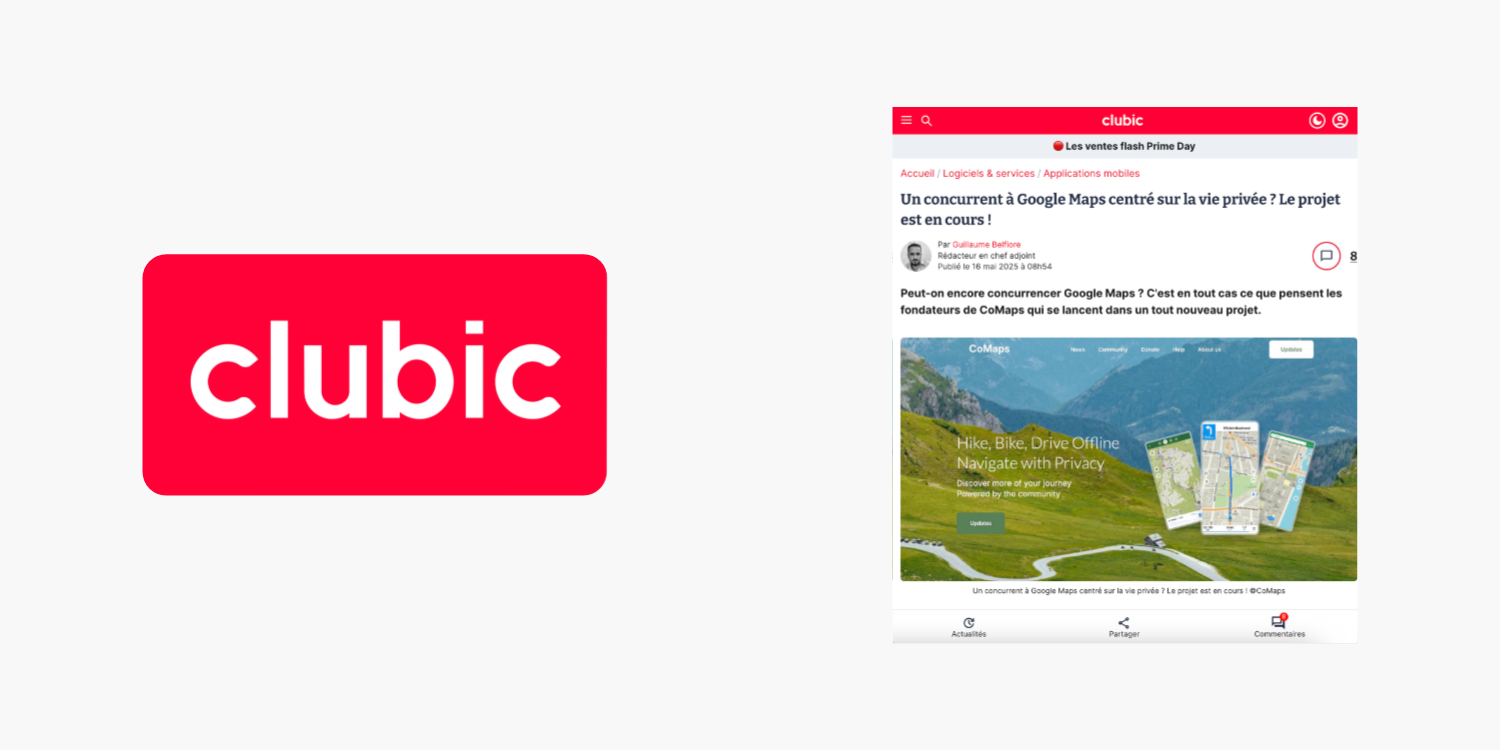 clubic
clubic
Les ventes flash Prime Day
Accueil / Logiciels & services / Applications mobiles
Un concurrent à Google Maps centré sur la vie privée ? Le projet
est en cours !
Par Guillaume Belfiore
Rédacteur en chef adjoint
Publié le 16 mai 2025 à 08h54
8
Peut-on encore concurrencer Google Maps ? C'est en tout cas ce que pensent les
fondateurs de CoMaps qui se lancent dans un tout nouveau projet.
CoMaps News Community Donate Help About us Updates
Hike, Bike, Drive Offline
Navigate with Privacy
Discover more of your journey
Powered by the community
Updates
Un concurrent à Google Maps centré sur la vie privée ? Le projet est en cours ! ©CoMaps
Actualités Partager Commentaires